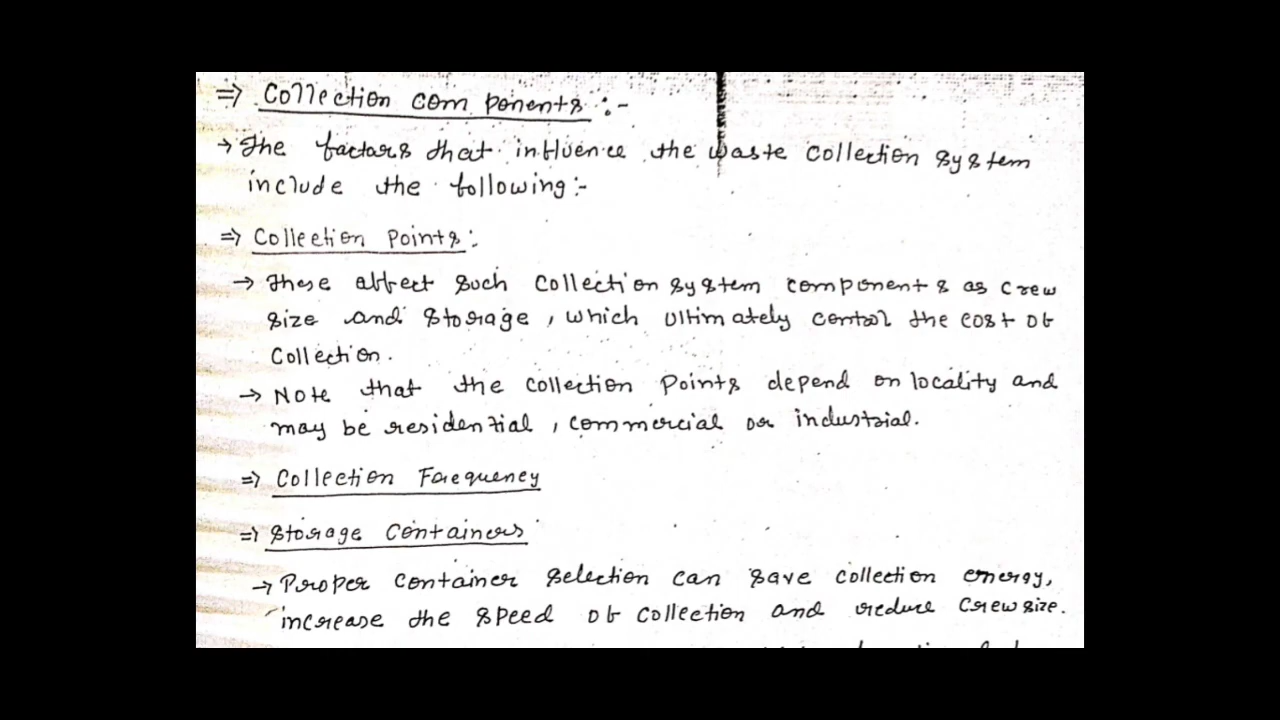 ⇒ Collection components :-
→ The factors that influence the waste collection system
include the following:-
⇒ Collection Points:
→ These affect such collection system components as crew
size and storage, which ultimately control the cost of
collection.
→ Note that the collection points depend on locality and
may be residential, commercial or industrial.
⇒ Collection Frequency
⇒ Storage Containers
→ Proper container selection can save collection energy,
increase the speed of collection and reduce crew size.